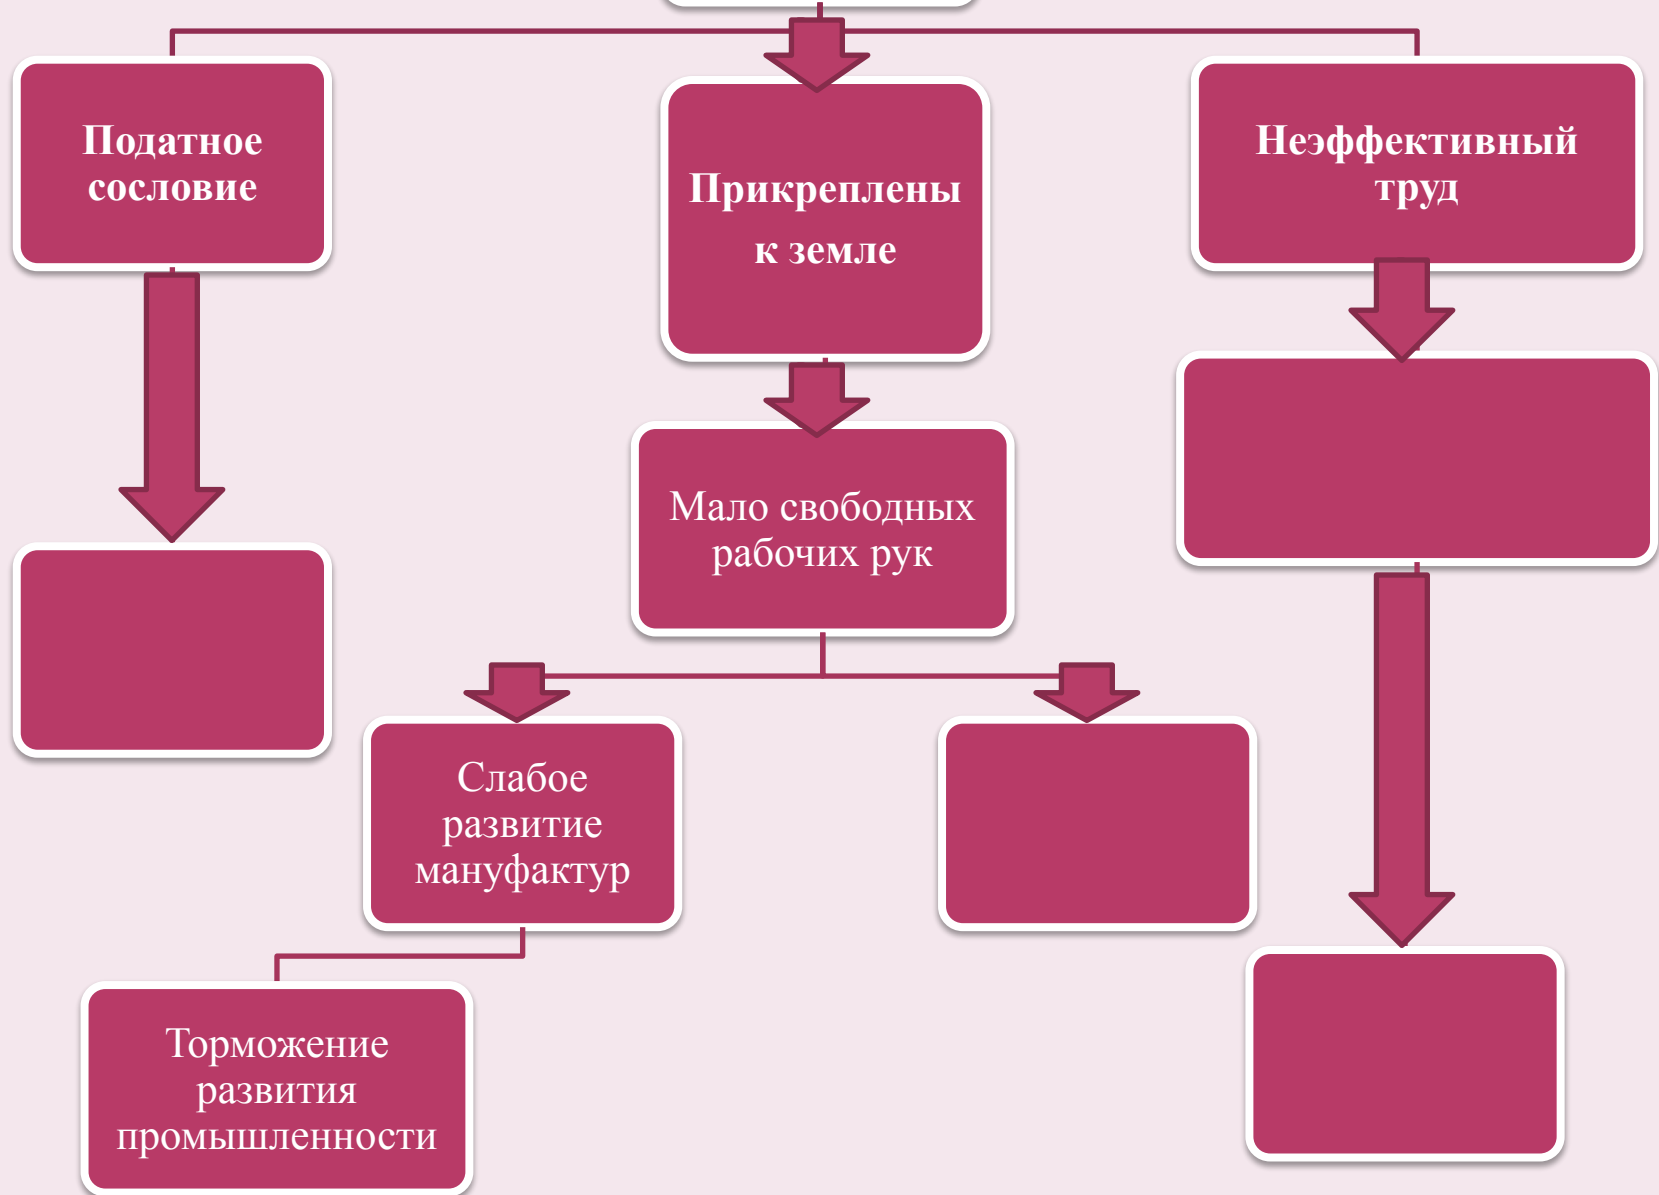 Податное
сословие
Прикреплены
к земле
Неэффективный
труд
Мало свободных
рабочих рук
Слабое
развитие
мануфактур
Торможение
развития
промышленности